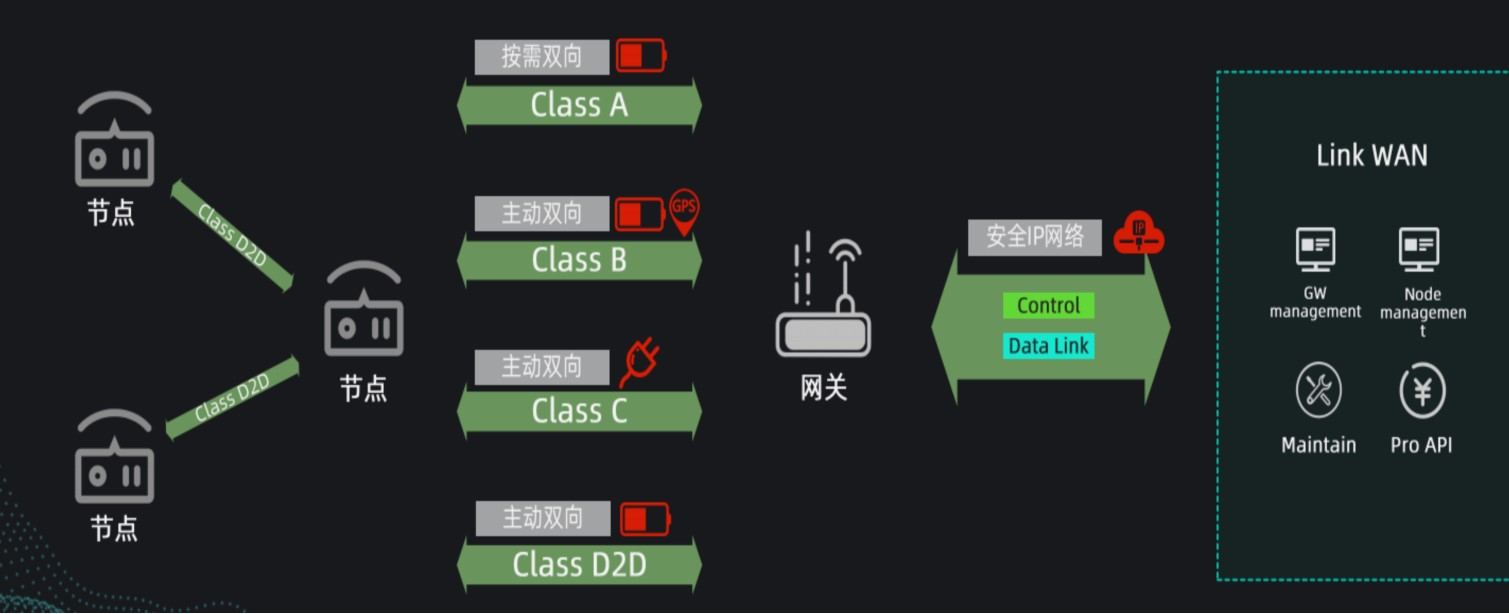 节点
Class D2D
Class D2D
节点
节点
按需双向
Class A
主动双向
GPS
Class B
主动双向
Class C
主动双向
Class D2D
网关
安全IP网络
IP
Control
Data Link
Link WAN
GW
management
Node
managemen
t
Maintain
Pro API